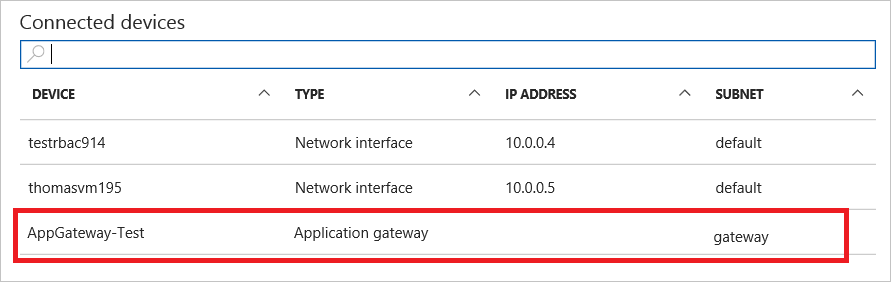 Connected devices
DEVICE TYPE IP ADDRESS SUBNET
testrbac914 Network interface 10.0.0.4 default
thomasvm195 Network interface 10.0.0.5 default
AppGateway-Test Application gateway gateway